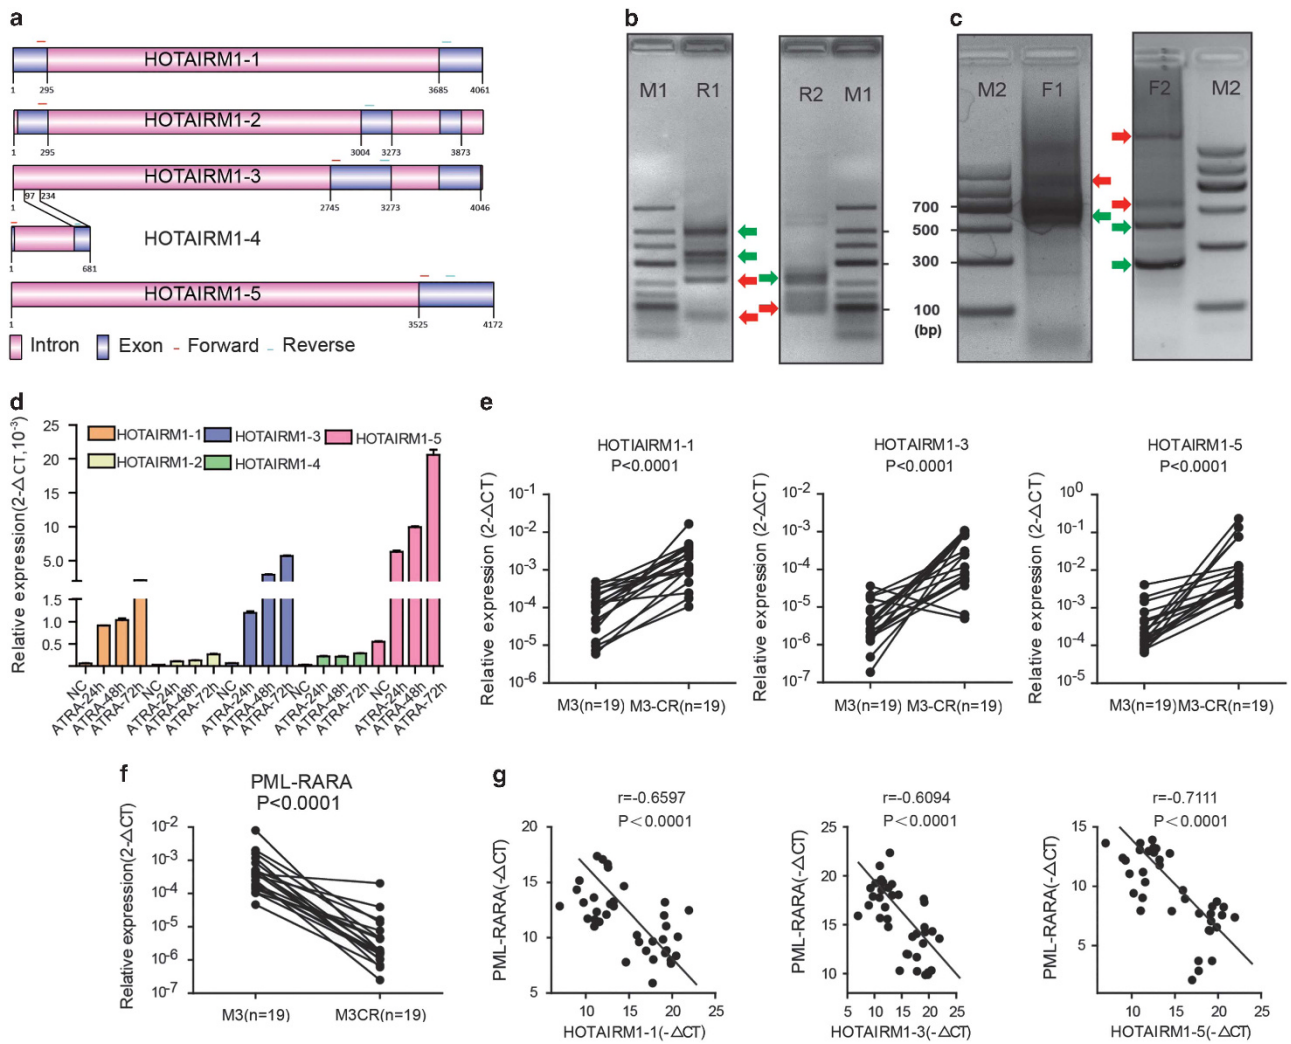 a
HOTAIRM1-1
1 295 3685 4061
HOTAIRM1-2
1 295 3004 3273 3873
HOTAIRM1-3
97 234
1 2745 3273 4046
HOTAIRM1-4
1 681
HOTAIRM1-5
1 3525 4172
Intron Exon Forward Reverse
b
M1 R1 R2 M1
c
M2 F1 F2 M2
700
500
300
100
(bp)
d
Relative expression(2-△CT,10-3)
25
20
15
10
5.0
1.5
1.0
0.5
HOTAIRM1-1 HOTAIRM1-3 HOTAIRM1-5
HOTAIRM1-2 HOTAIRM1-4
NC ATRA-24h ATRA-48h ATRA-72h NC ATRA-24h ATRA-48h ATRA-72h NC ATRA-24h ATRA-48h ATRA-72h NC ATRA-24h ATRA-48h ATRA-72h NC ATRA-24h ATRA-48h ATRA-72h
e
HOTIAIRM1-1
P<0.0001
Relative expression (2-△CT)
10-1
10-2
10-3
10-4
10-5
10-6
M3(n=19) M3-CR(n=19)
HOTAIRM1-3
P<0.0001
Relative expression (2-△CT)
10-2
10-3
10-4
10-5
10-6
10-7
M3(n=19) M3-CR(n=19)
HOTAIRM1-5
P<0.0001
Relative expression (2-△CT)
100
10-1
10-2
10-3
10-4
10-5
M3(n=19) M3-CR(n=19)
f
PML-RARA
P<0.0001
Relative expression(2-△CT)
10-2
10-3
10-4
10-5
10-6
10-7
M3(n=19) M3CR(n=19)
g
r=-0.6597
P<0.0001
PML-RARA(-△CT)
20
15
10
5
5 10 15 20 25
HOTAIRM1-1(-△CT)
r=-0.6094
P<0.0001
PML-RARA(-△CT)
25
20
15
10
5 10 15 20 25
HOTAIRM1-3(-△CT)
r=-0.7111
P<0.0001
PML-RARA(-△CT)
15
10
5
10 15 20 25
HOTAIRM1-5(-△CT)